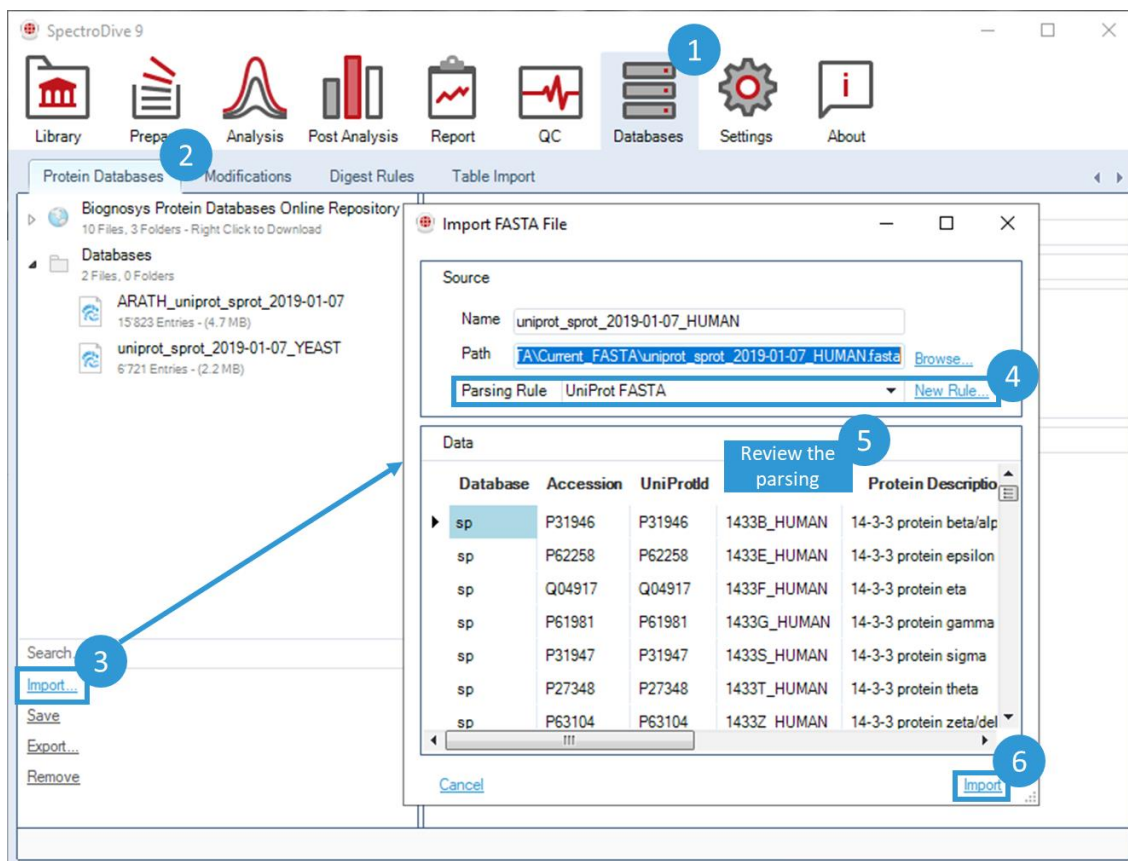 SpectroDive 9
1
Library Prepa Analysis Post Analysis Report QC Databases Settings About
2
Protein Databases Modifications Digest Rules Table Import
Biognosys Protein Databases Online Repository
10 Files, 3 Folders - Right Click to Download
Databases
2 Files, 0 Folders
ARATH_uniprot_sprot_2019-01-07
15'823 Entries - (4.7 MB)
uniprot_sprot_2019-01-07_YEAST
6'721 Entries - (2.2 MB)
Search
3
Import...
Save
Export...
Remove
Import FASTA File
Source
Name uniprot_sprot_2019-01-07_HUMAN
Path TA\Current_FASTA\uniprot_sprot_2019-01-07_HUMAN.fasta Browse...
4
Parsing Rule UniProt FASTA New Rule...
Data
5
Review the
parsing
Database Accession UniProtId Protein Descriptio
sp P31946 P31946 1433B_HUMAN 14-3-3 protein beta/alp
sp P62258 P62258 1433E_HUMAN 14-3-3 protein epsilon
sp Q04917 Q04917 1433F_HUMAN 14-3-3 protein eta
sp P61981 P61981 1433G_HUMAN 14-3-3 protein gamma
sp P31947 P31947 1433S_HUMAN 14-3-3 protein sigma
sp P27348 P27348 1433T_HUMAN 14-3-3 protein theta
sp P63104 P63104 1433Z_HUMAN 14-3-3 protein zeta/del
6
Cancel Import